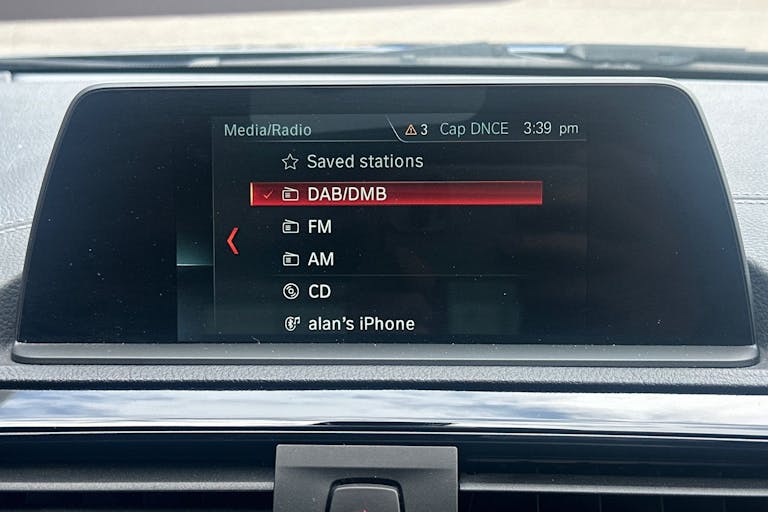 Media/Radio 3 Cap DNCE 3:39 pm
Saved stations
DAB/DMB
FM
AM
CD
alan's iPhone